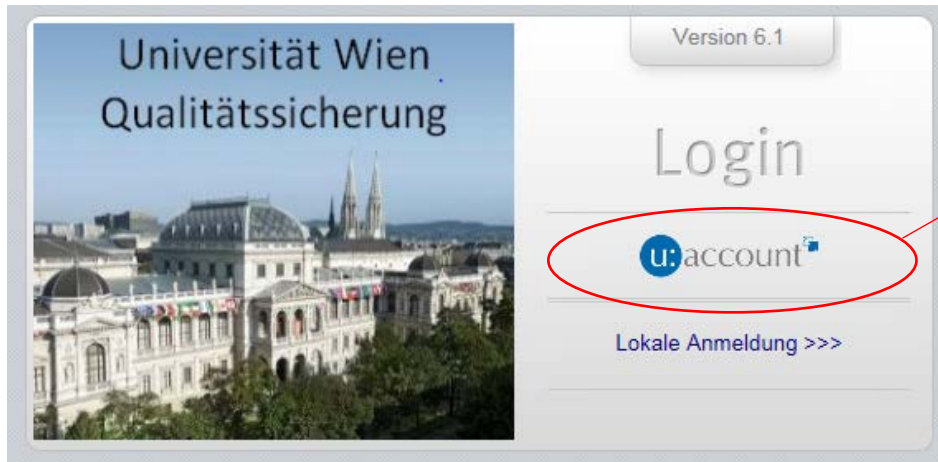 Universität Wien
Qualitätssicherung
Version 6.1
Login
u:account
Lokale Anmeldung >>>